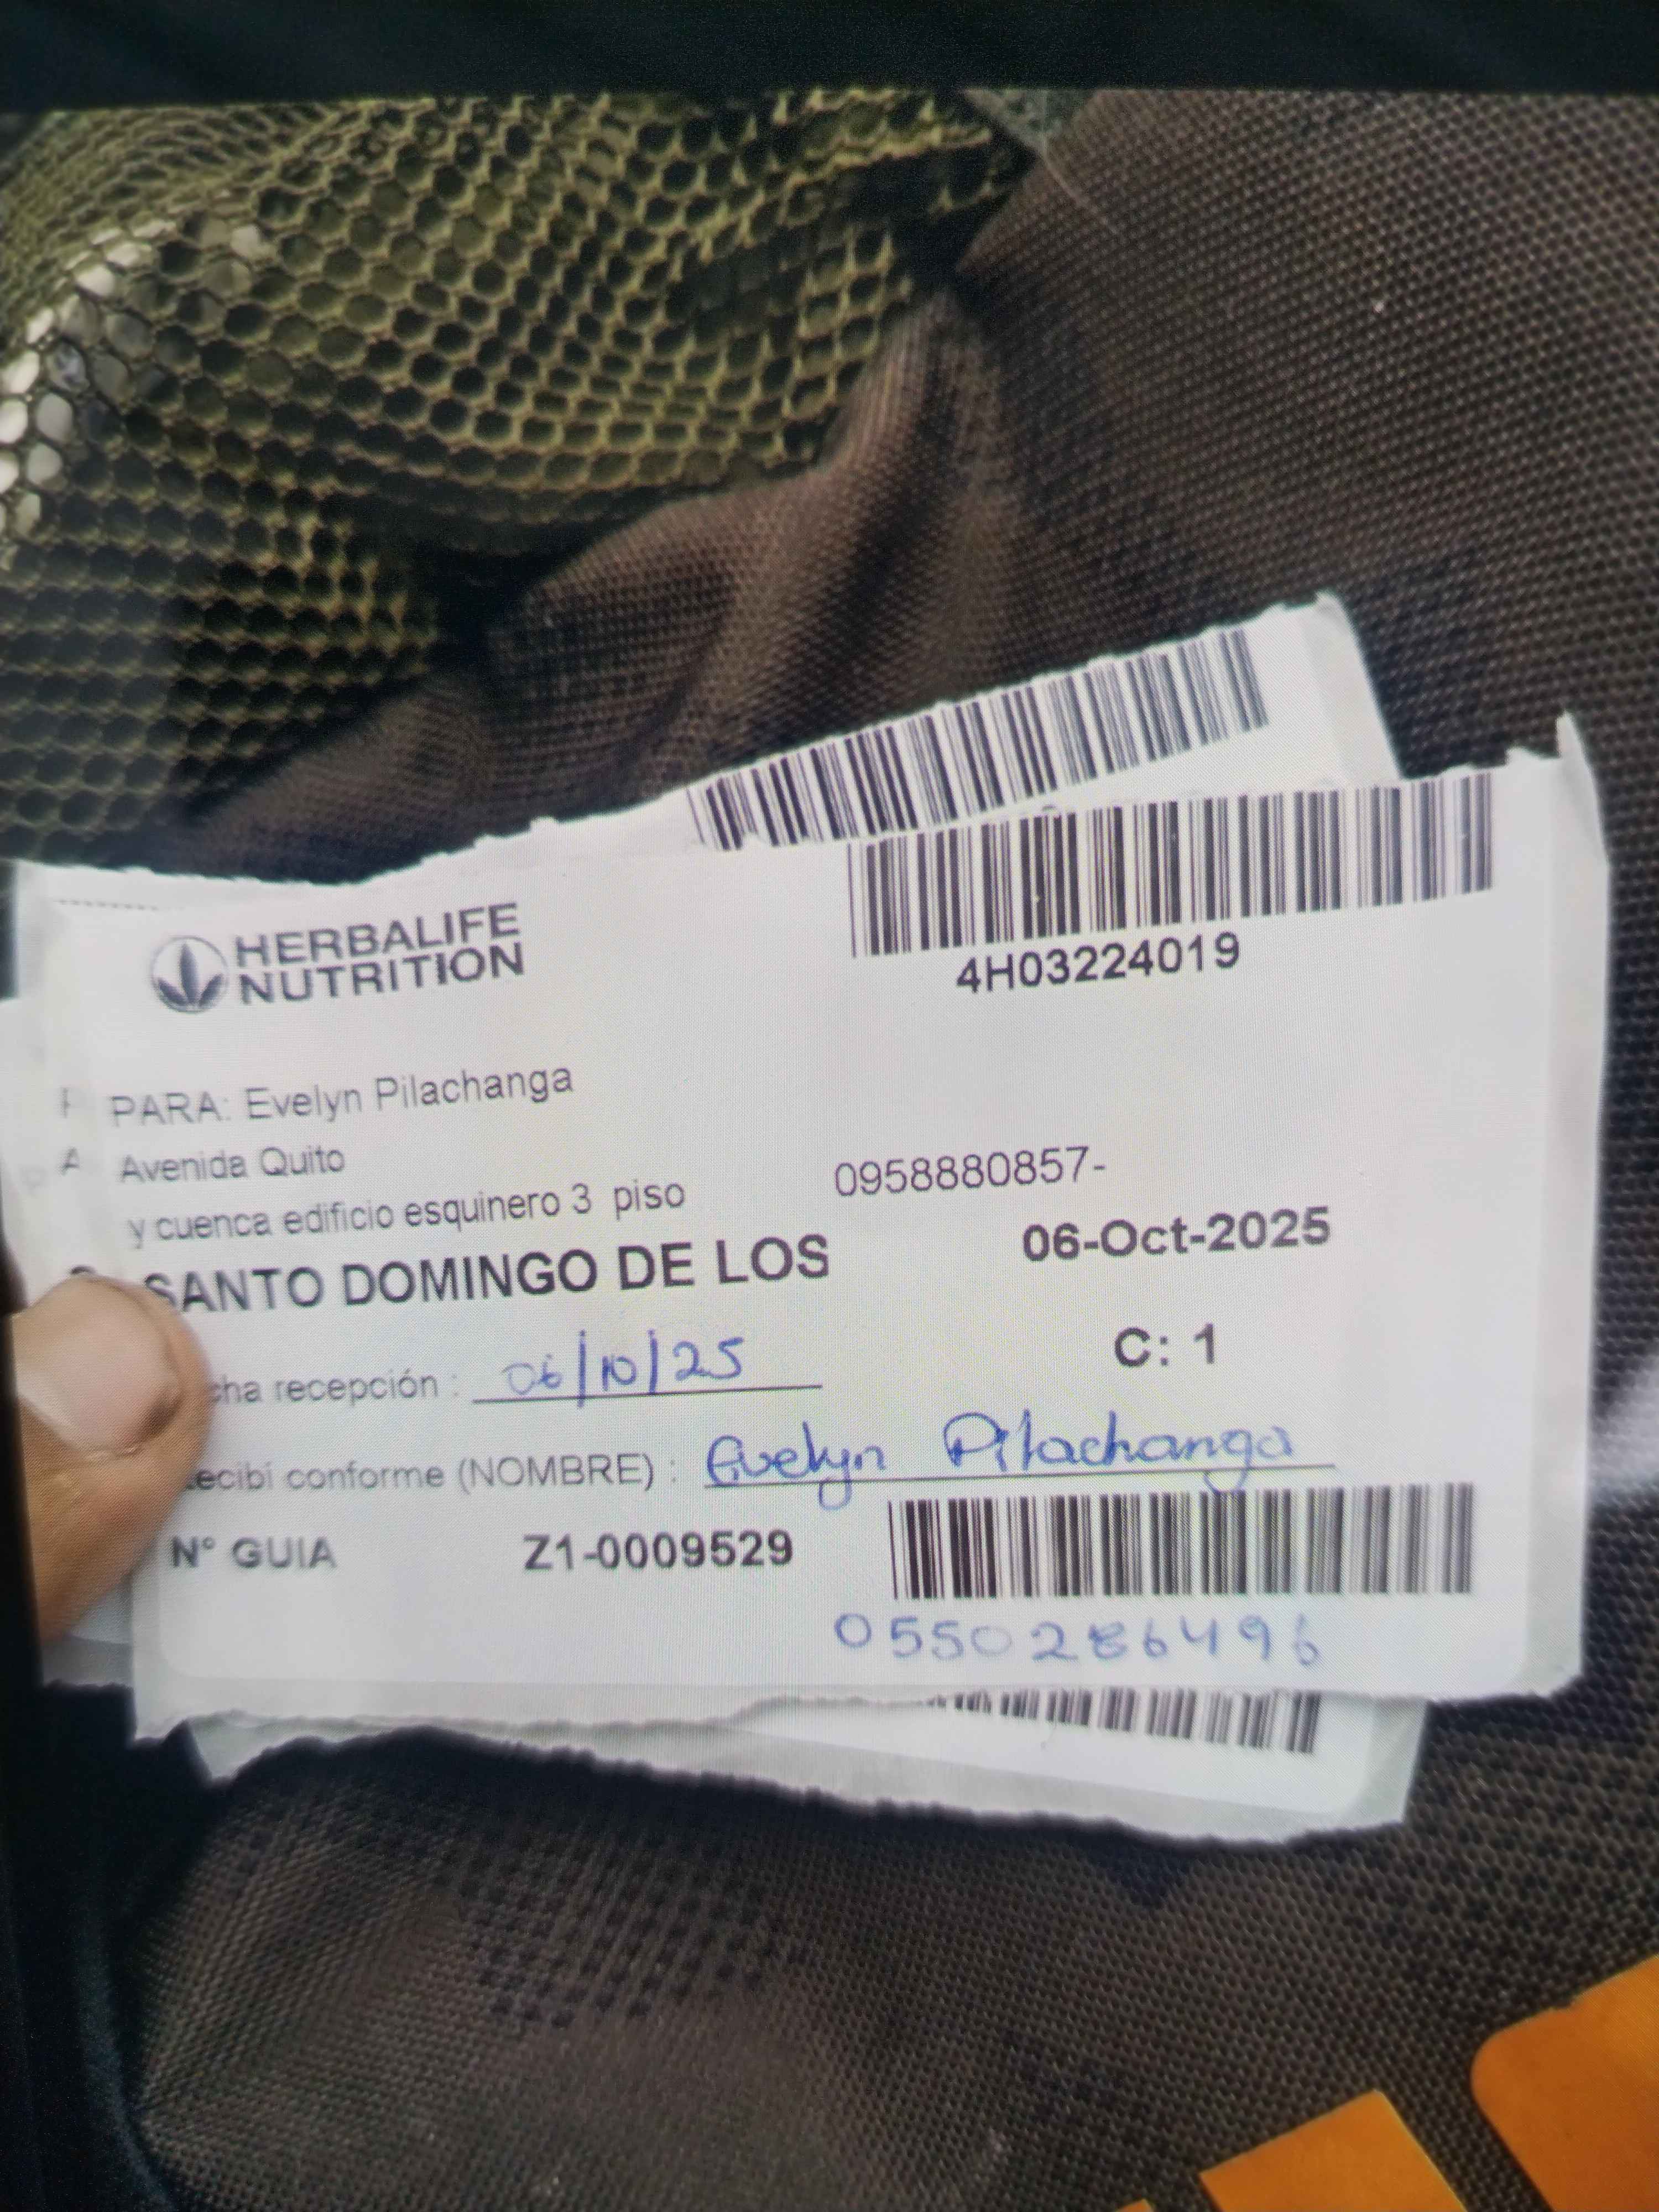 HERBALIFE
NUTRITION
4H03224019
PARA: Evelyn Pilachanga
Avenida Quito
y cuenca edificio esquinero 3 piso
0958880857-
SANTO DOMINGO DE LOS
06-Oct-2025
cha recepción : 06/10/25
C: 1
ecibí conforme (NOMBRE) : Evelyn Pilachanga
N° GUIA Z1-0009529
0550286496